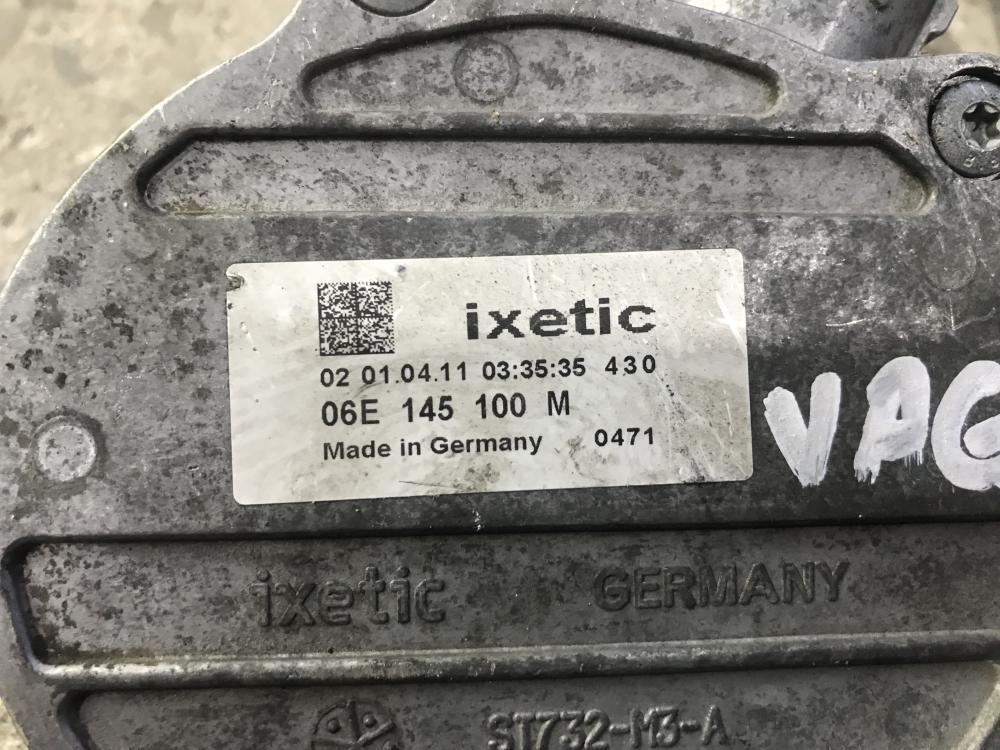 ixetic
02 01.04.11 03:35:35 430
06E 145 100 M
Made in Germany 0471
VAG
ixetic GERMANY
ST732-M3-A